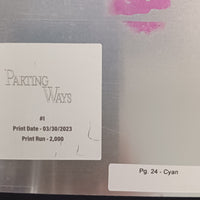 PARTING
WAYS
#1
Print Date - 03/30/2023
Print Run - 2,000
Pg. 24 - Cyan